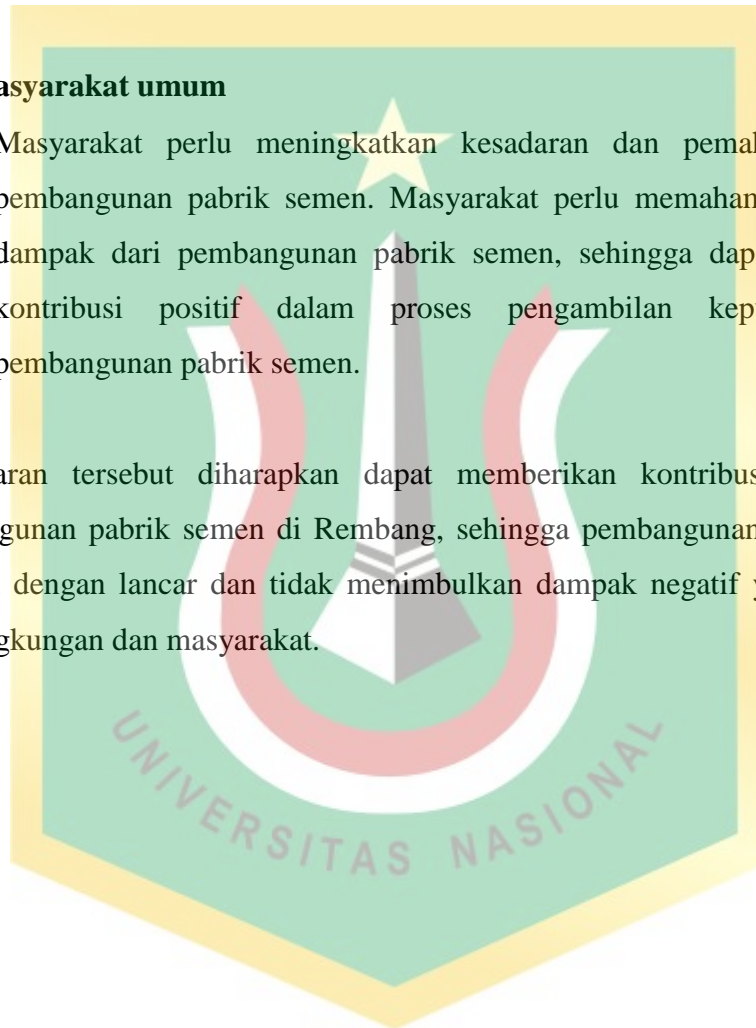 asyarakat umum
Masyarakat perlu meningkatkan kesadaran dan pemah
pembangunan pabrik semen. Masyarakat perlu memaham
dampak dari pembangunan pabrik semen, sehingga dap
kontribusi positif dalam proses pengambilan kep
pembangunan pabrik semen.
aran tersebut diharapkan dapat memberikan kontribus
gunan pabrik semen di Rembang, sehingga pembangunan
dengan lancar dan tidak menimbulkan dampak negatif y
gkungan dan masyarakat.
UNIVERSITAS NASIONAL